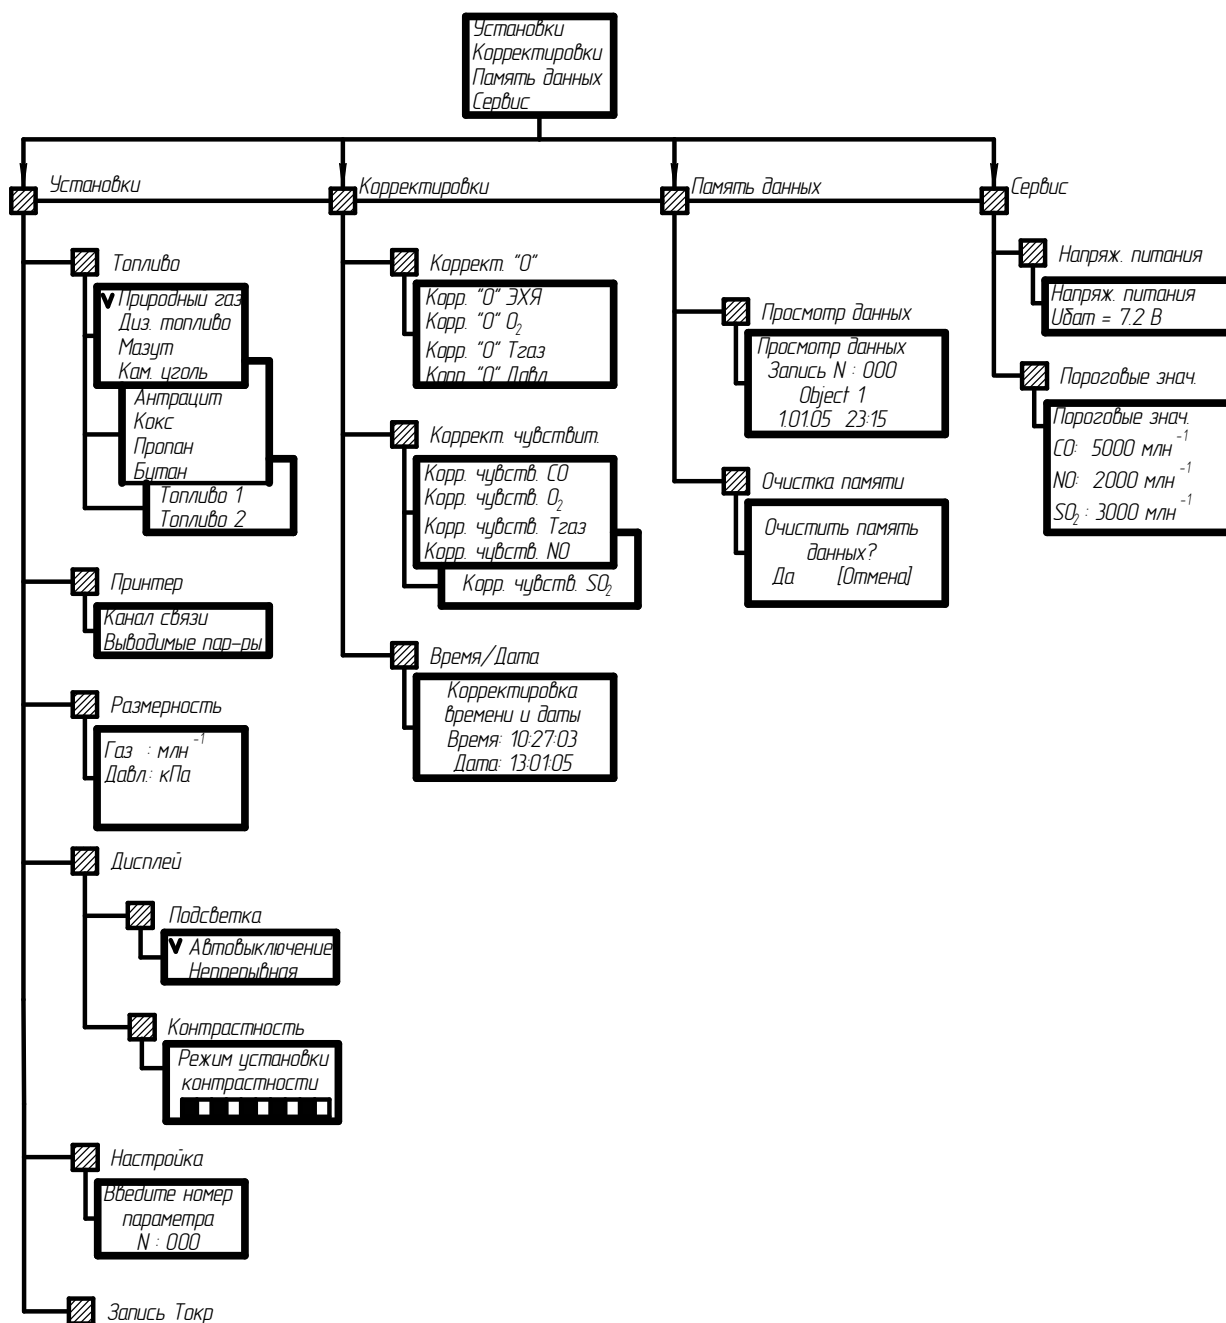 Установки
Корректировки
Память данных
Сервис
Установки
Топливо
V Природный газ
Диз. топливо
Мазут
Кам. уголь
Антрацит
Кокс
Пропан
Бутан
Топливо 1
Топливо 2
Принтер
Канал связи
Выводимые пар-ры
Размерность
Газ : млн⁻¹
Давл.: кПа
Дисплей
Подсветка
V Автовыключение
Непрерывная
Контрастность
Режим установки
контрастности
Настройка
Введите номер
параметра
N : 000
Запись Токр
Корректировки
Коррект. "0"
Корр. "0" ЭХЯ
Корр. "0" O₂
Корр. "0" Тгаз
Корр. "0" Давл
Коррект. чувствит.
Корр. чувств. CO
Корр. чувств. O₂
Корр. чувств. Тгаз
Корр. чувств. NO
Корр. чувств. SO₂
Время/Дата
Корректировка
времени и даты
Время: 10:27:03
Дата: 13:01:05
Память данных
Просмотр данных
Просмотр данных
Запись N : 000
Object 1
1.01.05 23:15
Очистка памяти
Очистить память
данных?
Да [Отмена]
Сервис
Напряж. питания
Напряж. питания
Uбат = 7.2 В
Пороговые знач.
Пороговые знач.
CO: 5000 млн⁻¹
NO: 2000 млн⁻¹
SO₂ : 3000 млн⁻¹